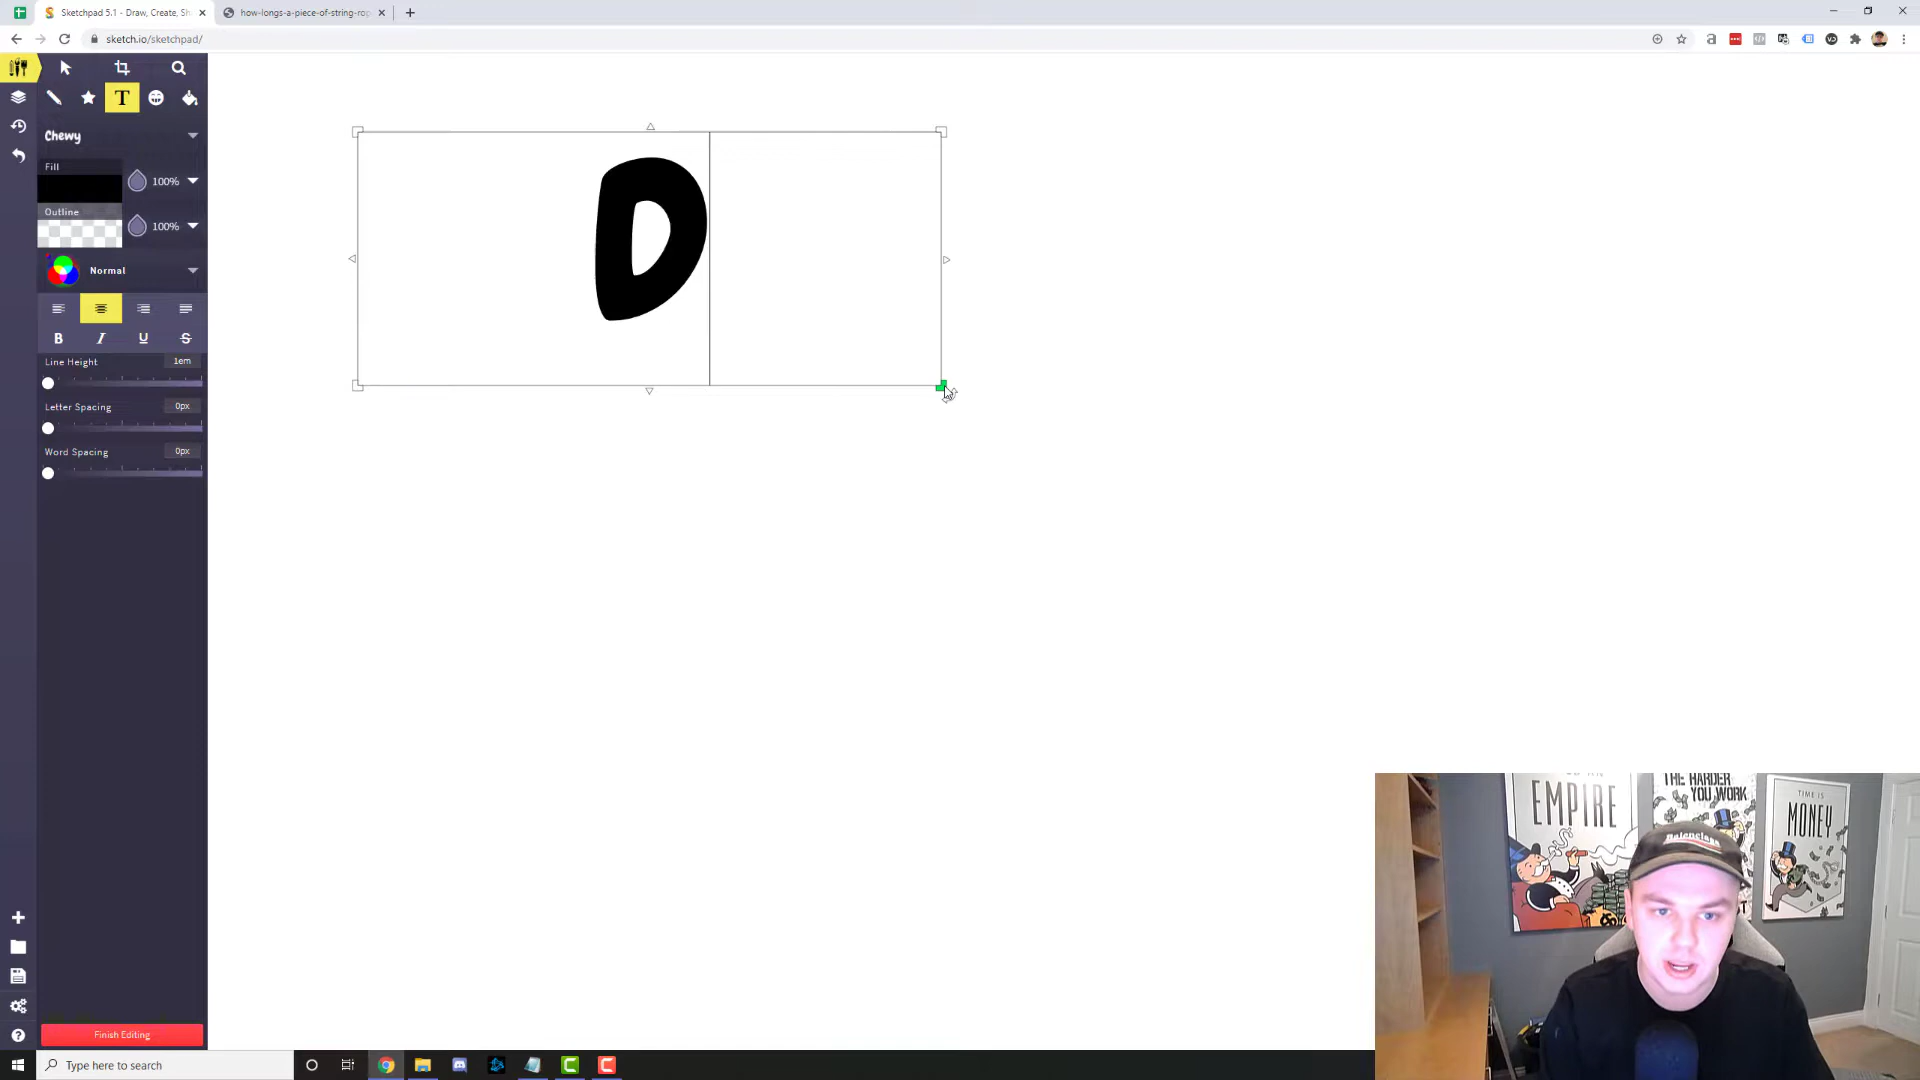 Sketchpad 5.1 - Draw, Create, Sh
how-longs-a-piece-of-string-rop
sketch.io/sketchpad/
T
Chewy
Fill
100%
Outline
100%
Normal
B I U S
Line Height 1em
Letter Spacing 0px
Word Spacing 0px
D
Finish Editing
Type here to search
EMPIRE
THE HARDER
YOU WORK
TIME IS
MONEY
Balenciaga